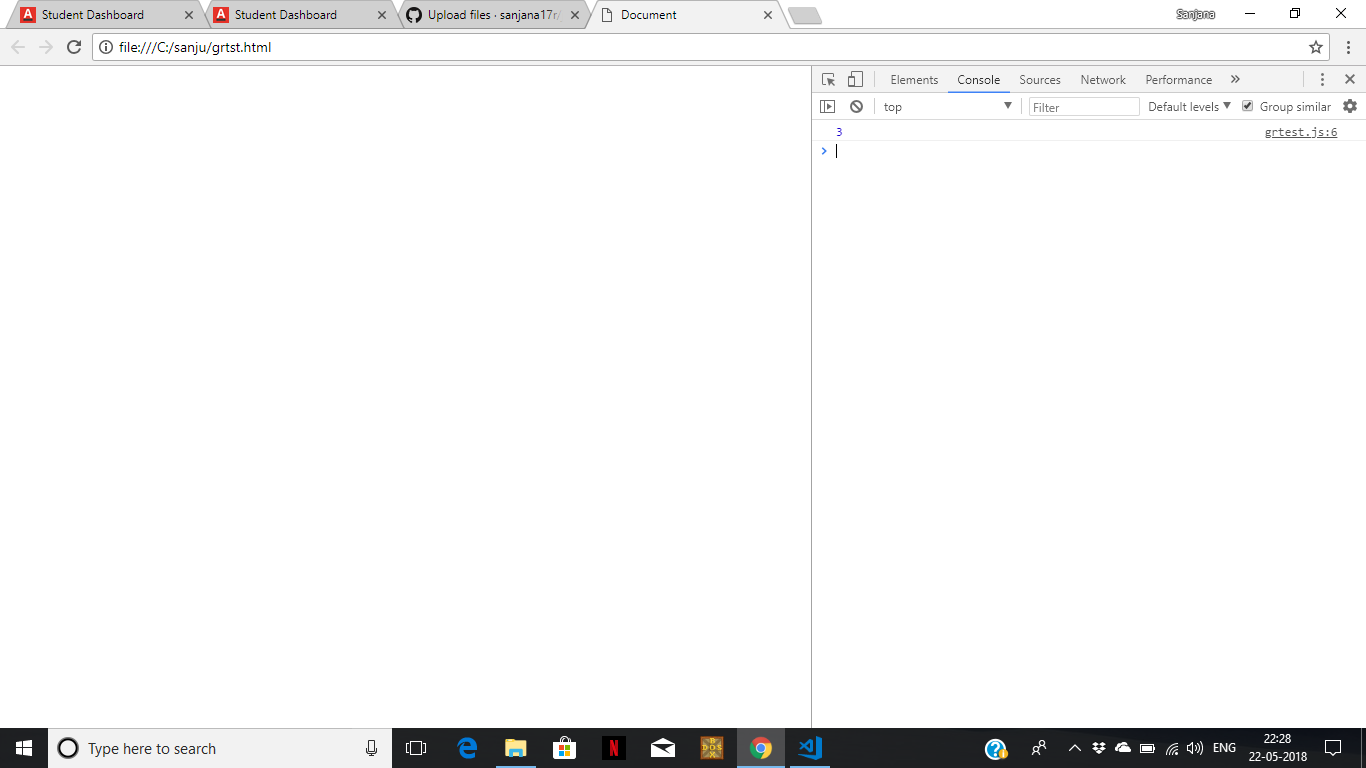 A Student Dashboard
A Student Dashboard
Upload files · sanjana17r/
Document
Sanjana
file:///C:/sanju/grtst.html
Elements Console Sources Network Performance »
top Filter Default levels Group similar
3 grtest.js:6
Type here to search
DOS
ENG
22:28
22-05-2018